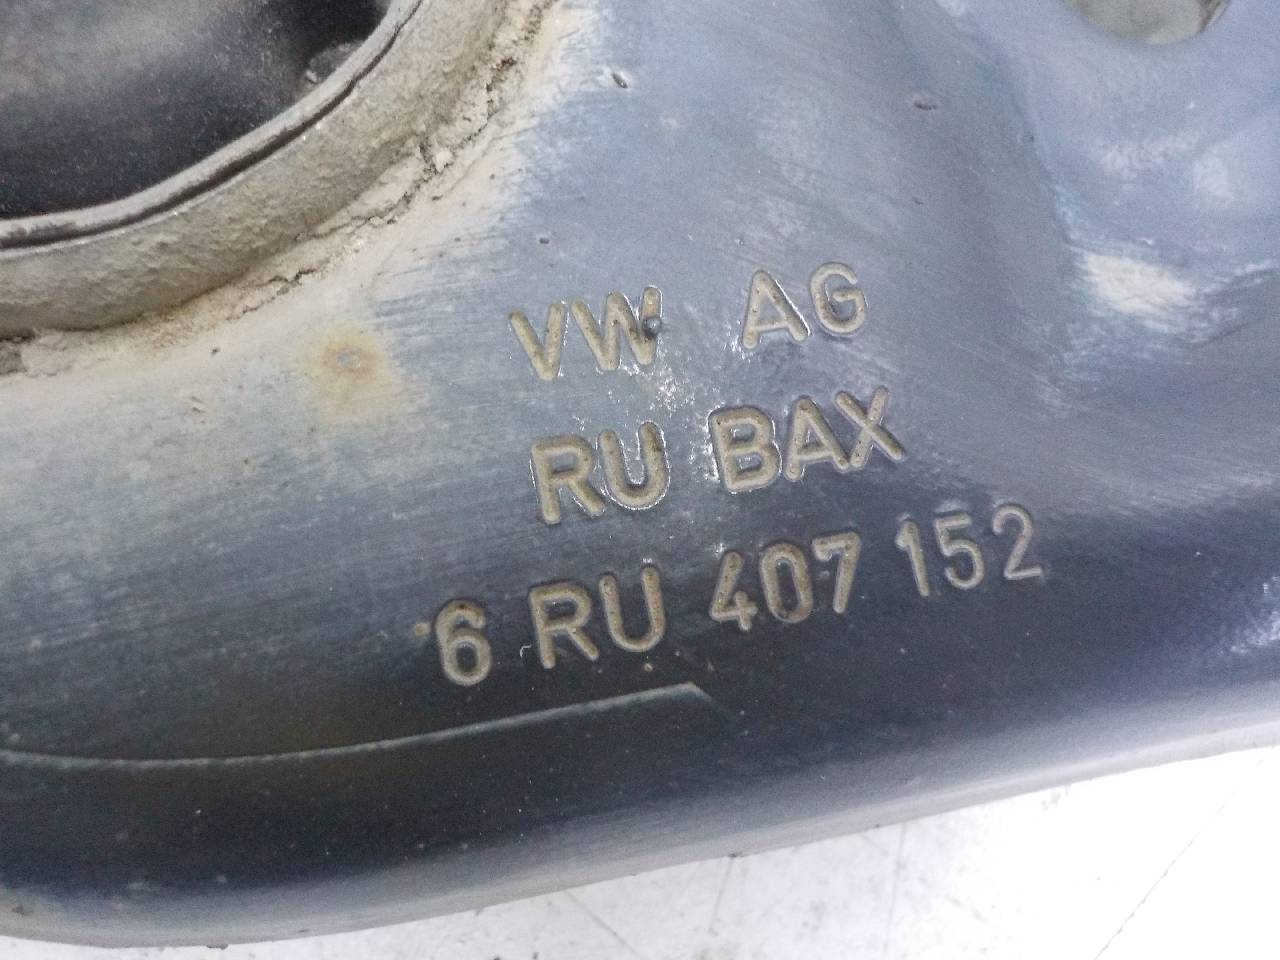 VW AG
RU BAX
6 RU 407 152